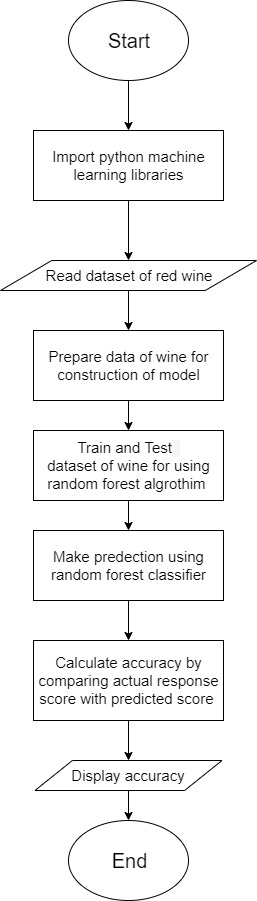 Start
Import python machine
learning libraries
Read dataset of red wine
Prepare data of wine for
construction of model
Train and Test
dataset of wine for using
random forest algrothim
Make predection using
random forest classifier
Calculate accuracy by
comparing actual response
score with predicted score
Display accuracy
End